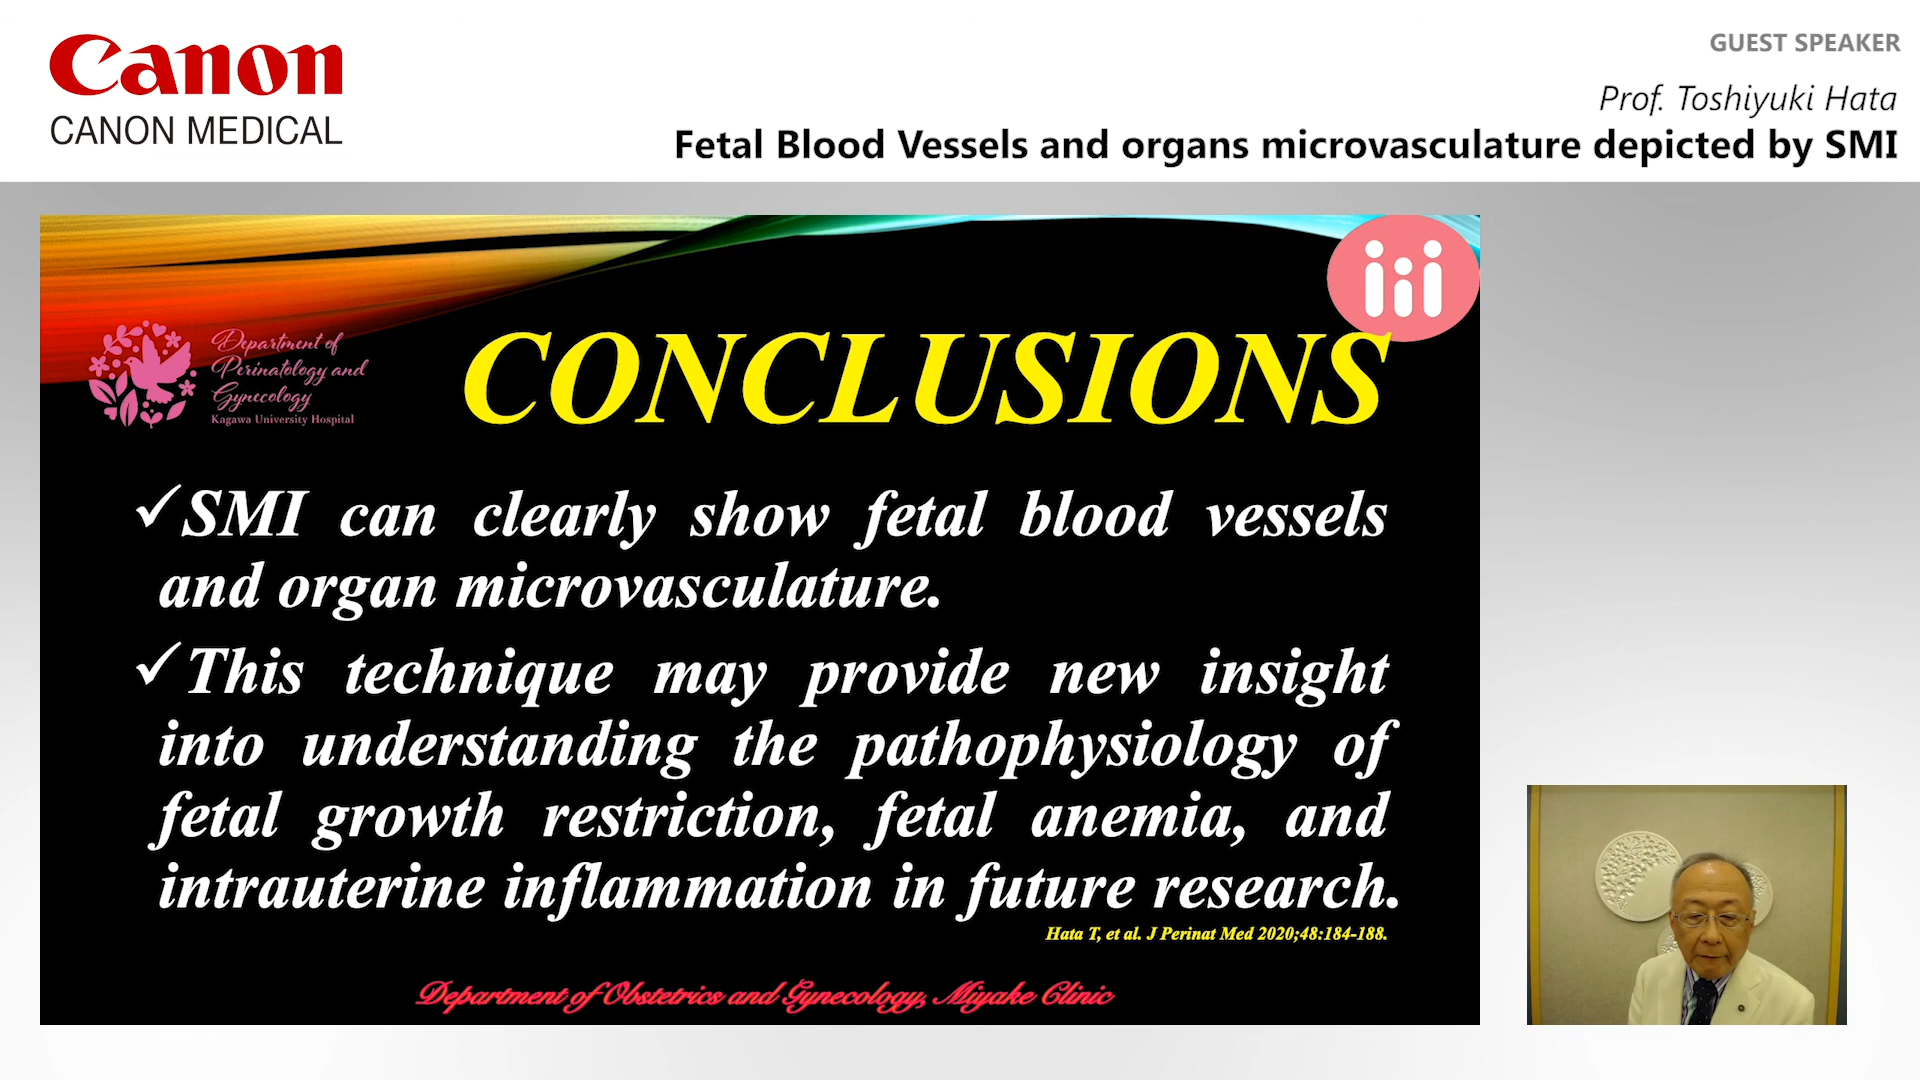 Canon
CANON MEDICAL
GUEST SPEAKER
Prof. Toshiyuki Hata
Fetal Blood Vessels and organs microvasculature depicted by SMI
Department of
Perinatology and
Gynecology
Kagawa University Hospital
CONCLUSIONS
✓SMI can clearly show fetal blood vessels
and organ microvasculature.
✓This technique may provide new insight
into understanding the pathophysiology of
fetal growth restriction, fetal anemia, and
intrauterine inflammation in future research.
Hata T, et al. J Perinat Med 2020;48:184-188.
Department of Obstetrics and Gynecology, Miyake Clinic